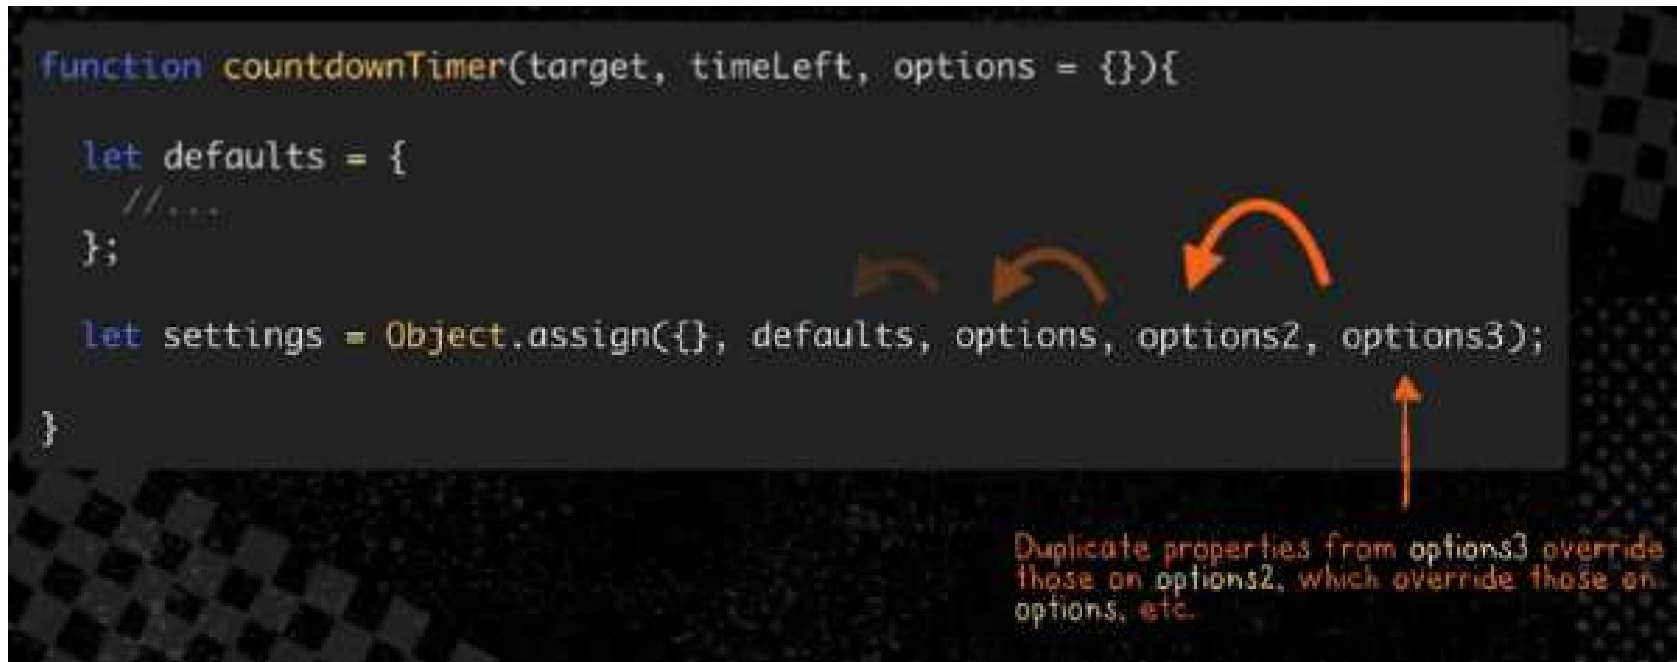 function countdownTimer(target, timeLeft, options = {}){
let defaults = {
//...
};
let settings = Object.assign({}, defaults, options, options2, options3);
}
Duplicate properties from options3 override
those on options2, which override those on
options, etc.